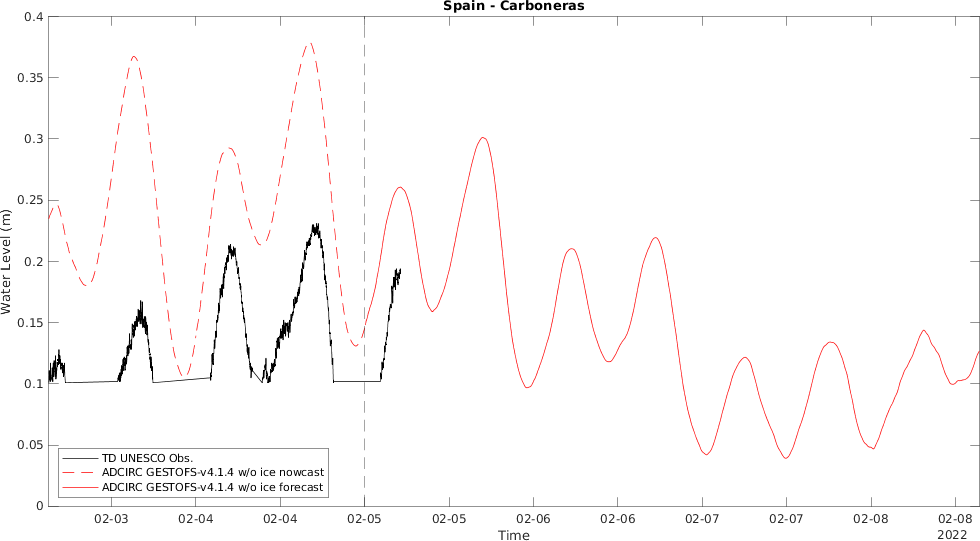 Spain - Carboneras
0.4
0.35
0.3
0.25
0.2
0.15
0.1
0.05
0
Water Level (m)
TD UNESCO Obs.
ADCIRC GESTOFS-v4.1.4 w/o ice nowcast
ADCIRC GESTOFS-v4.1.4 w/o ice forecast
02-03 02-04 02-04 02-05 02-05 02-06 02-06 02-07 02-07 02-08 02-08
2022
Time